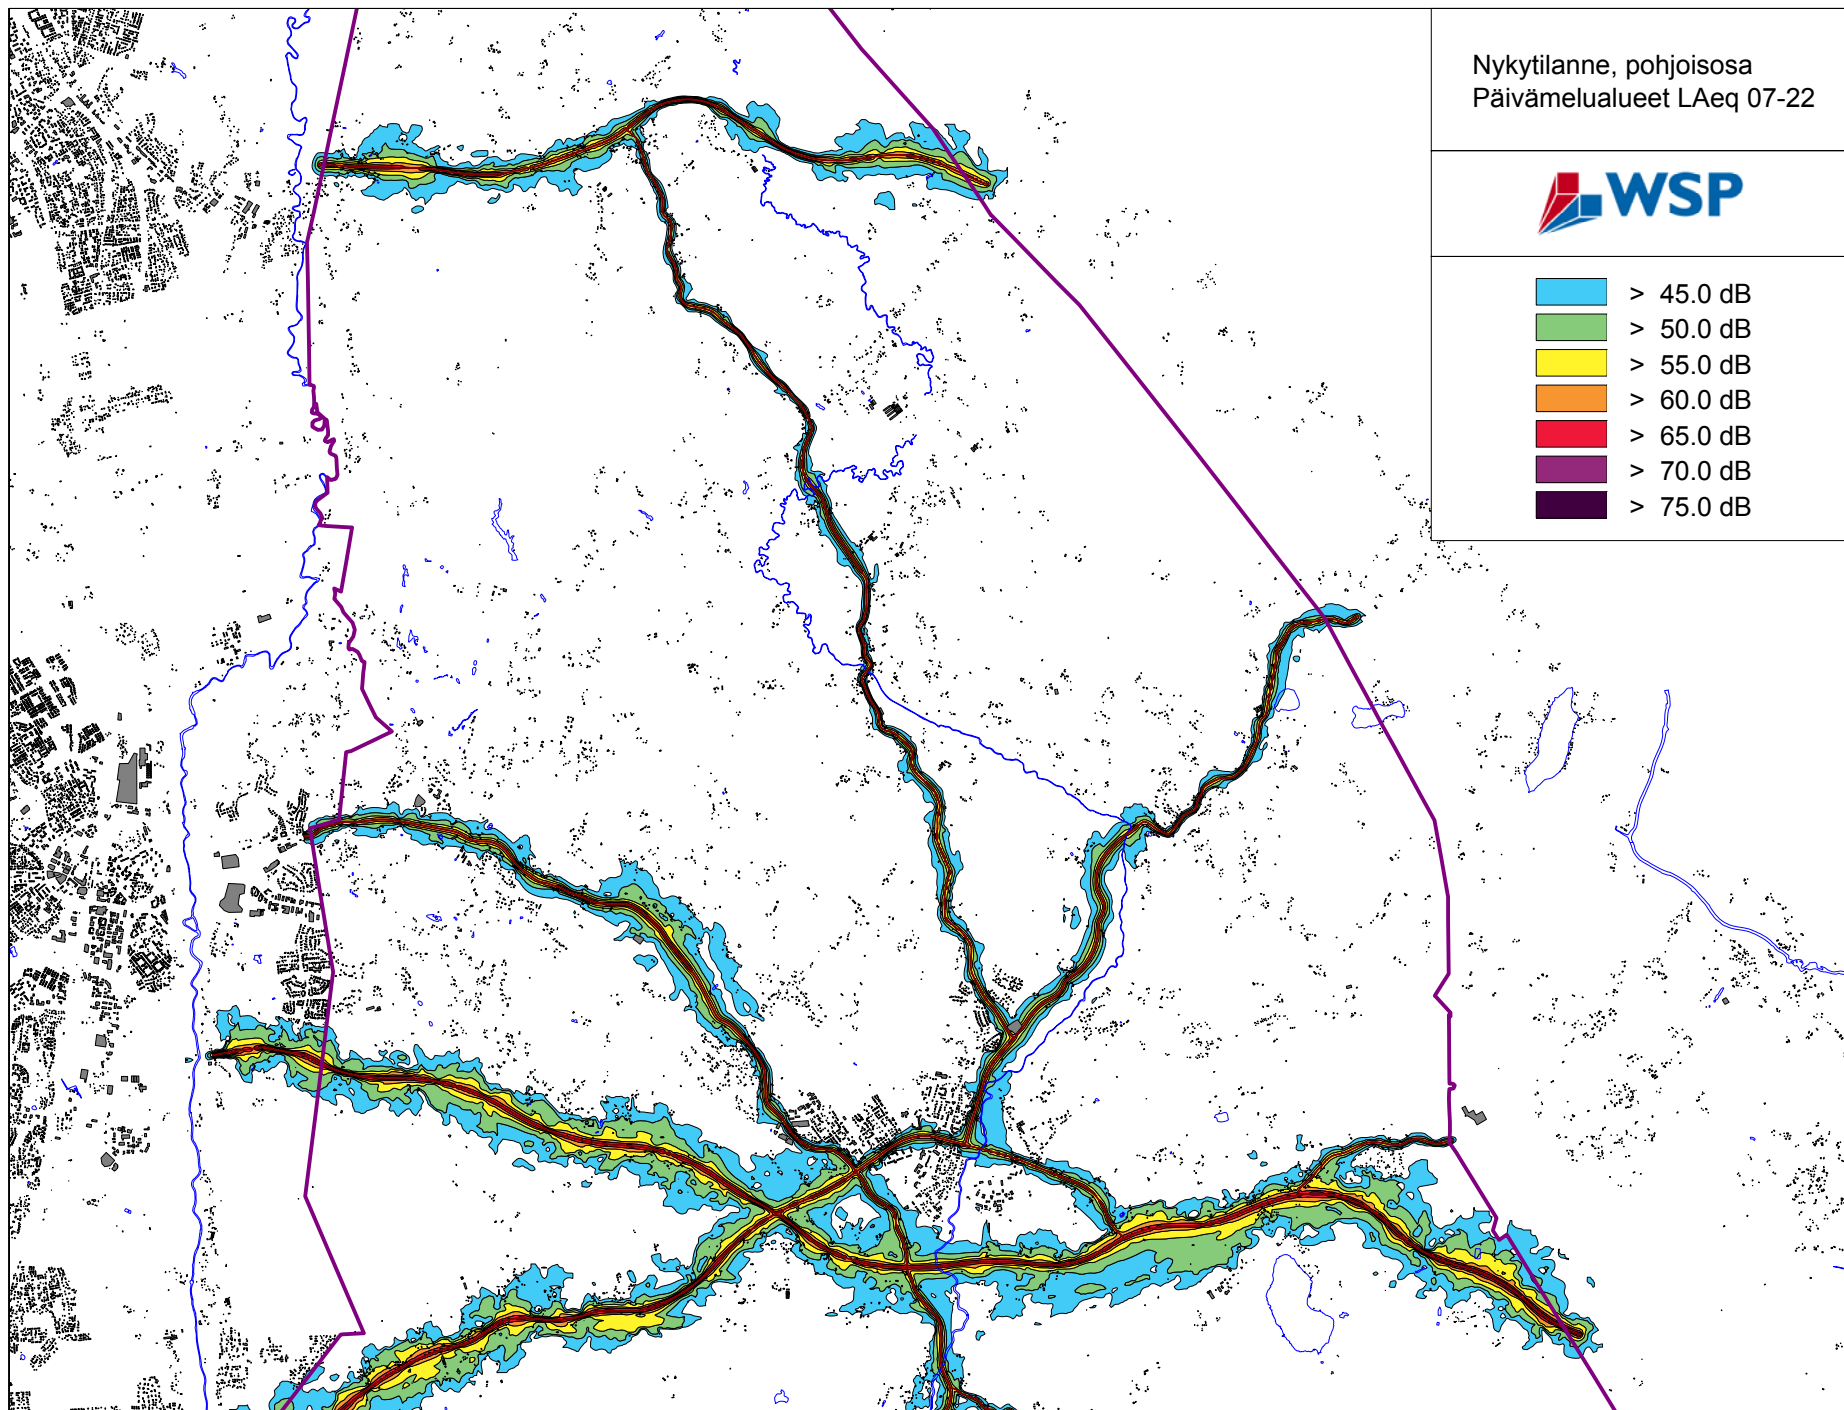 Nykytilanne, pohjoisosa
Päivämelualueet LAeq 07-22
WSP
> 45.0 dB
> 50.0 dB
> 55.0 dB
> 60.0 dB
> 65.0 dB
> 70.0 dB
> 75.0 dB